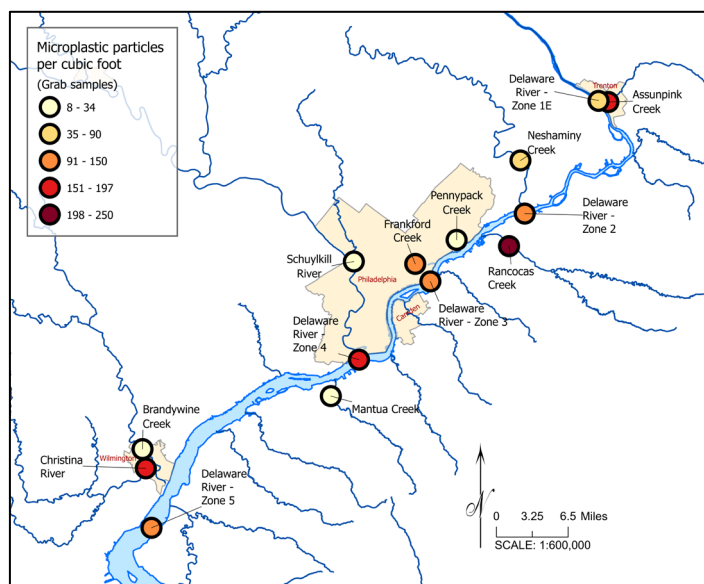 Microplastic particles
per cubic foot
(Grab samples)
8 - 34
35 - 90
91 - 150
151 - 197
198 - 250
Delaware
River -
Zone 1E
Trenton
Assunpink
Creek
Neshaminy
Creek
Pennypack
Creek
Delaware
River -
Zone 2
Frankford
Creek
Rancocas
Creek
Schuylkill
River
Philadelphia
Delaware
River - Zone 3
Camden
Delaware
River -
Zone 4
Mantua Creek
Brandywine
Creek
Christina
River
Wilmington
Delaware
River -
Zone 5
N
0 3.25 6.5 Miles
SCALE: 1:600,000